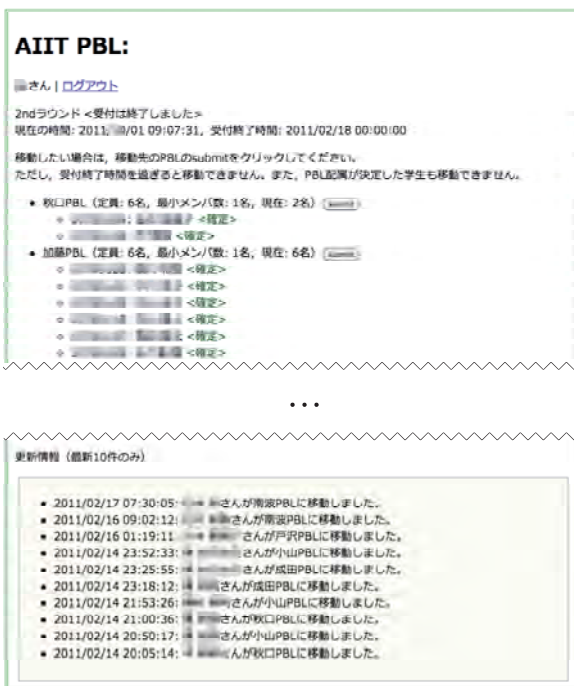 AIIT PBL:
さん | ログアウト
2ndラウンド <受付は終了しました>
現在の時間: 2011/ /01 09:07:31, 受付終了時間: 2011/02/18 00:00:00
移動したい場合は, 移動先のPBLのsubmitをクリックしてください。
ただし, 受付終了時間を過ぎると移動できません。また, PBL配属が決定した学生も移動できません。
• 秋口PBL (定員: 6名, 最小メンバ数: 1名, 現在: 2名) submit
<確定>
<確定>
• 加藤PBL (定員: 6名, 最小メンバ数: 1名, 現在: 6名) submit
<確定>
<確定>
<確定>
<確定>
<確定>
<確定>
...
更新情報 (最新10件のみ)
• 2011/02/17 07:30:05: さんが南波PBLに移動しました。
• 2011/02/16 09:02:12: さんが南波PBLに移動しました。
• 2011/02/16 01:19:11: さんが戸沢PBLに移動しました。
• 2011/02/14 23:52:33: さんが小山PBLに移動しました。
• 2011/02/14 23:25:55: さんが成田PBLに移動しました。
• 2011/02/14 23:18:12: さんが成田PBLに移動しました。
• 2011/02/14 21:53:26: さんが小山PBLに移動しました。
• 2011/02/14 21:00:36: さんが秋口PBLに移動しました。
• 2011/02/14 20:50:17: さんが小山PBLに移動しました。
• 2011/02/14 20:05:14: さんが秋口PBLに移動しました。